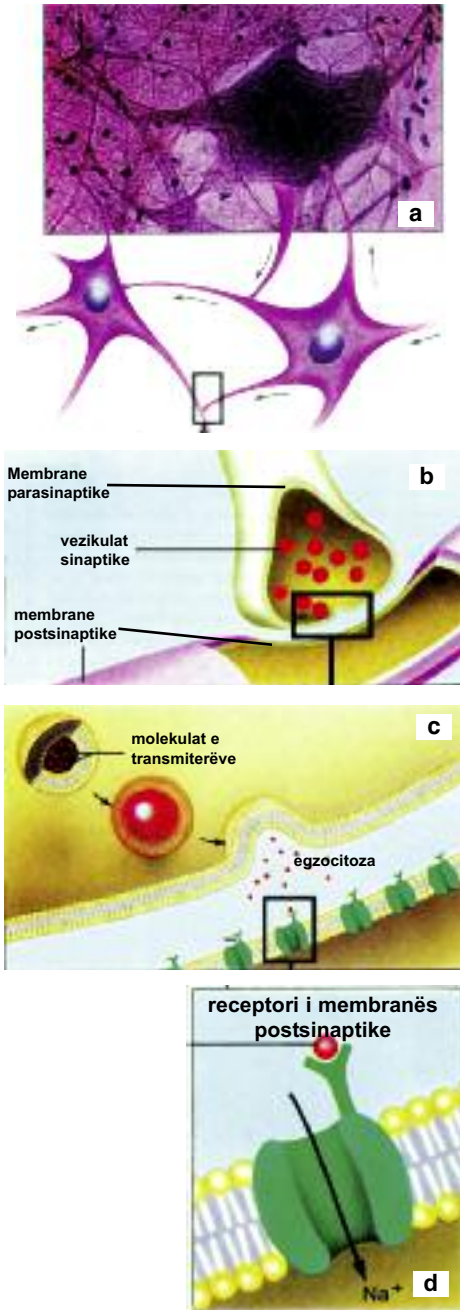 a
b
Membrane
parasinaptike
vezikulat
sinaptike
membrane
postsinaptike
c
molekulat e
transmiterëve
egzocitoza
receptori i membranës
postsinaptike
Na+
d